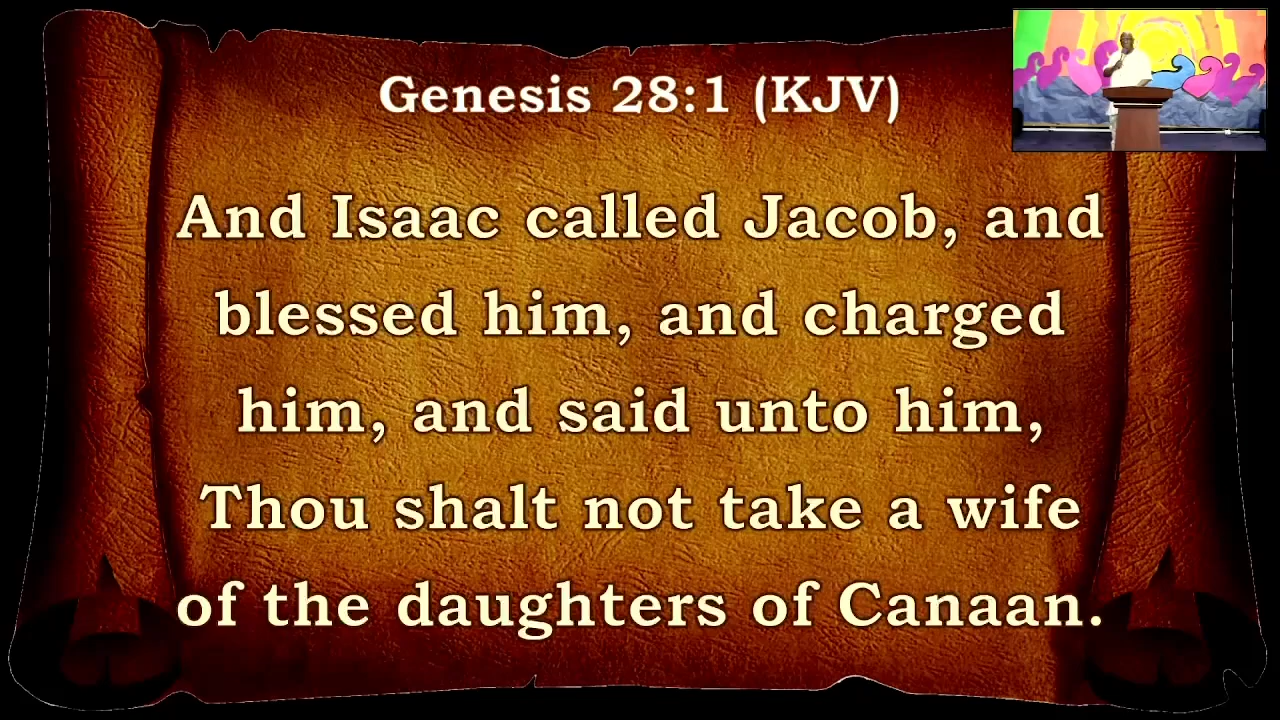 Genesis 28:1 (KJV)
And Isaac called Jacob, and
blessed him, and charged
him, and said unto him,
Thou shalt not take a wife
of the daughters of Canaan.